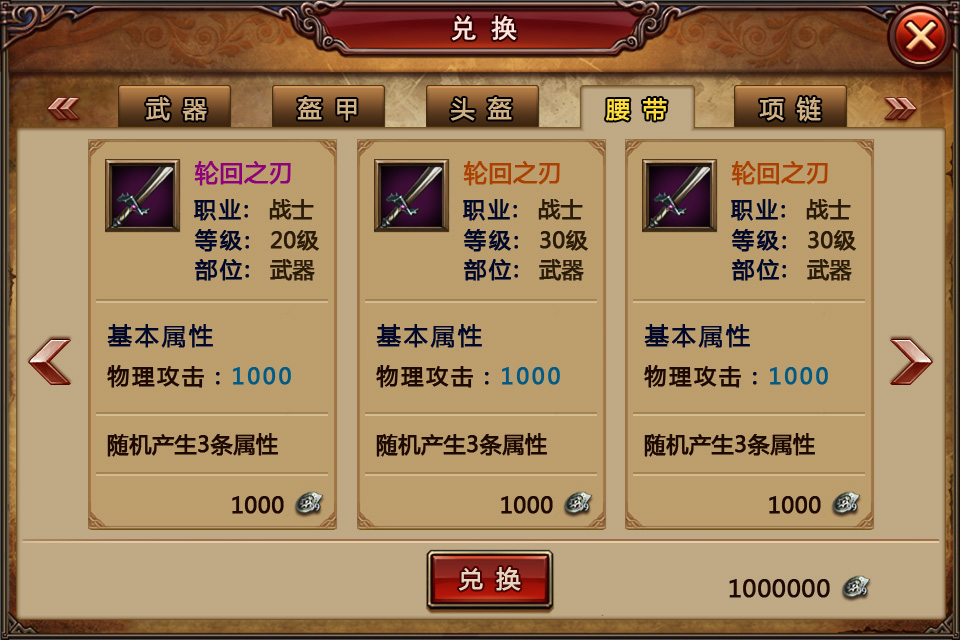 兑换
武器 盔甲 头盔 腰带 项链
轮回之刃
职业： 战士
等级： 20级
部位： 武器
基本属性
物理攻击：1000
随机产生3条属性
1000
轮回之刃
职业： 战士
等级： 30级
部位： 武器
基本属性
物理攻击：1000
随机产生3条属性
1000
轮回之刃
职业： 战士
等级： 30级
部位： 武器
基本属性
物理攻击：1000
随机产生3条属性
1000
兑换
1000000